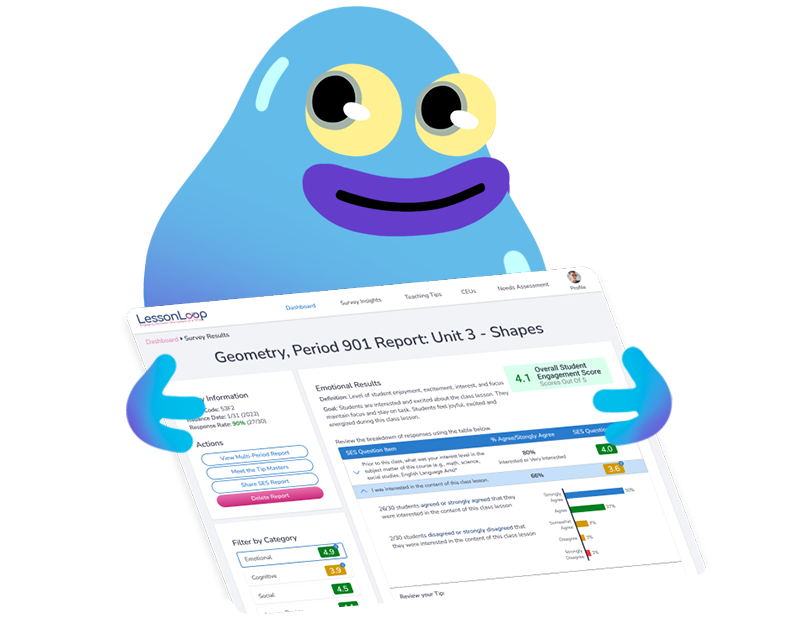 LessonLoop
Dashboard Survey Insights Teaching Tips CEUs Needs Assessment Profile
Dashboard Survey Results
Geometry, Period 901 Report: Unit 3 - Shapes
Information
Code: 53F2
Date: 1/31 (2023)
Response Rate: 90% (27/30)
Actions
View Multi-Period Report
Meet the Tip Masters
Share SES Report
Delete Report
Filter by Category
Emotional 4.9
Cognitive 3.9
Social 4.5
Emotional Results
Definition: Level of student enjoyment, excitement, interest, and focus
Goal: Students are interested and excited about the class lesson. They
maintain focus and stay on task. Students feel joyful, excited and
energized during this class lesson.
4.1 Overall Student
Engagement Score
Scores Out Of 5
Review the breakdown of responses using the table below.
SES Question Item % Agree/Stongly Agree SES Question
Prior to this class, what was your interest level in the
subject matter of this course (e.g., math, science,
social studies, English Language Arts)*
80%
Interested or Very Interested
4.0
I was interested in the content of this class lesson. 66% 3.6
26/30 students agreed or strongly agreed that they
were interested in the content of this class lesson
2/30 students disagreed or strongly disagreed that
they were interested in the content of this class lesson
Strongly
Agree
Agree 27%
Somewhat
Agree
Disagree
Strongly
Disagree
Review your Tip: